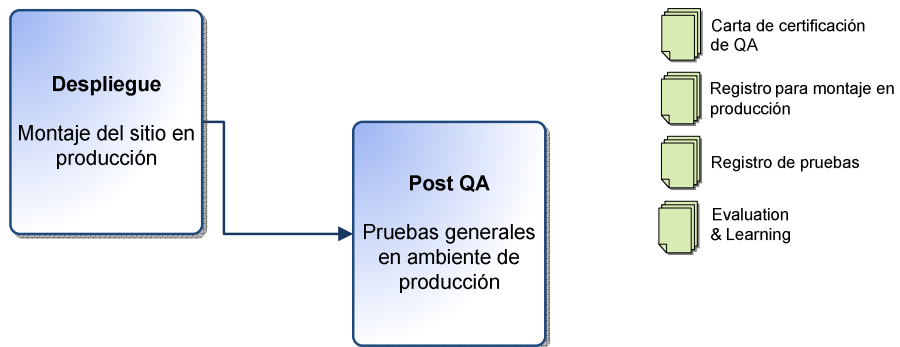 Despliegue
Montaje del sitio en
producción
Post QA
Pruebas generales
en ambiente de
producción
Carta de certificación
de QA
Registro para montaje en
producción
Registro de pruebas
Evaluation
& Learning